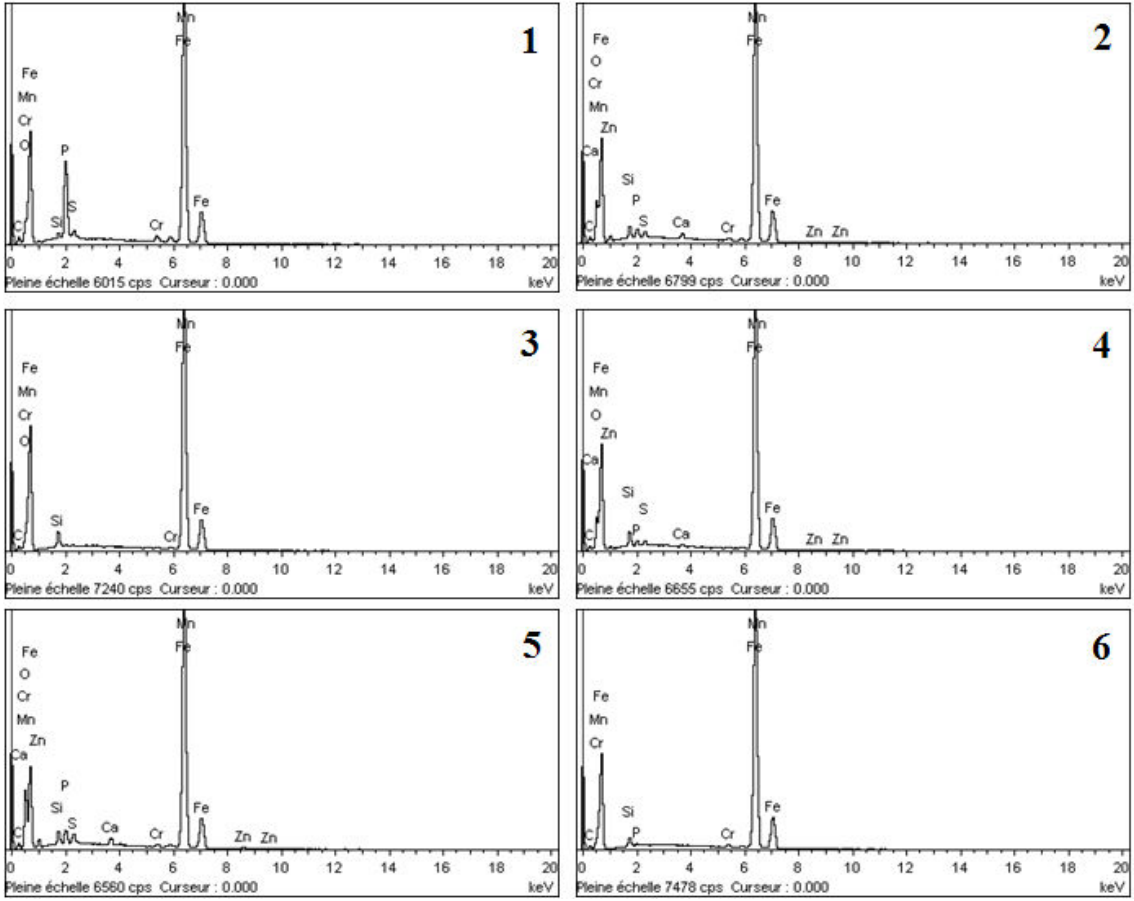 1
Mn
Fe
Fe
Mn
Cr
O
P
S
Si
C
Cr
Fe
0 2 4 6 8 10 12 14 16 18 20
Pleine échelle 6015 cps Curseur : 0.000 keV
2
Mn
Fe
Fe
O
Cr
Mn
Zn
Ca
Si
P
S
C
Ca
Cr
Fe
Zn Zn
0 2 4 6 8 10 12 14 16 18 20
Pleine échelle 6799 cps Curseur : 0.000 keV
3
Mn
Fe
Fe
Mn
Cr
O
Si
C
Cr
Fe
0 2 4 6 8 10 12 14 16 18 20
Pleine échelle 7240 cps Curseur : 0.000 keV
4
Mn
Fe
Fe
Mn
O
Zn
Ca
Si
S
P
C
Ca
Fe
Zn Zn
0 2 4 6 8 10 12 14 16 18 20
Pleine échelle 6655 cps Curseur : 0.000 keV
5
Mn
Fe
Fe
O
Cr
Mn
Zn
Ca
P
Si
S
C
Ca
Cr
Fe
Zn Zn
0 2 4 6 8 10 12 14 16 18 20
Pleine échelle 6560 cps Curseur : 0.000 keV
6
Mn
Fe
Fe
Mn
Cr
Si
P
C
Cr
Fe
0 2 4 6 8 10 12 14 16 18 20
Pleine échelle 7478 cps Curseur : 0.000 keV